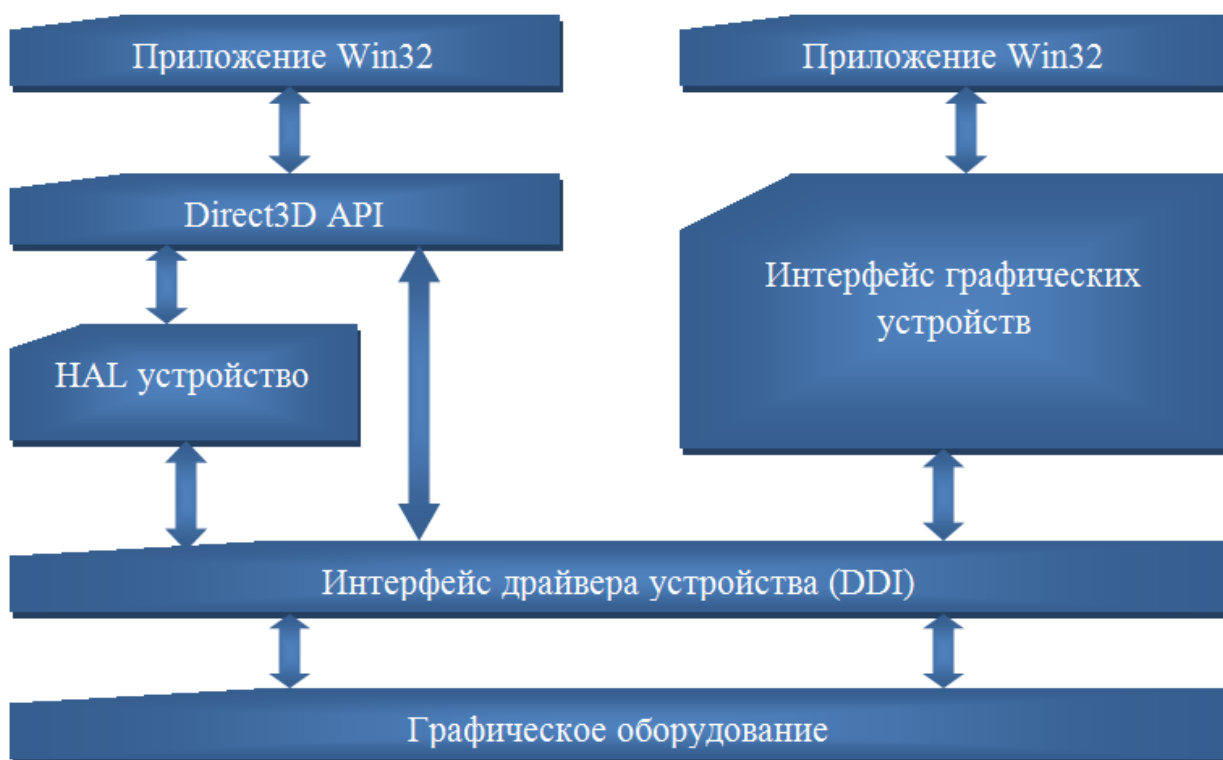 Приложение Win32
Приложение Win32
Direct3D API
Интерфейс графических
устройств
HAL устройство
Интерфейс драйвера устройства (DDI)
Графическое оборудование